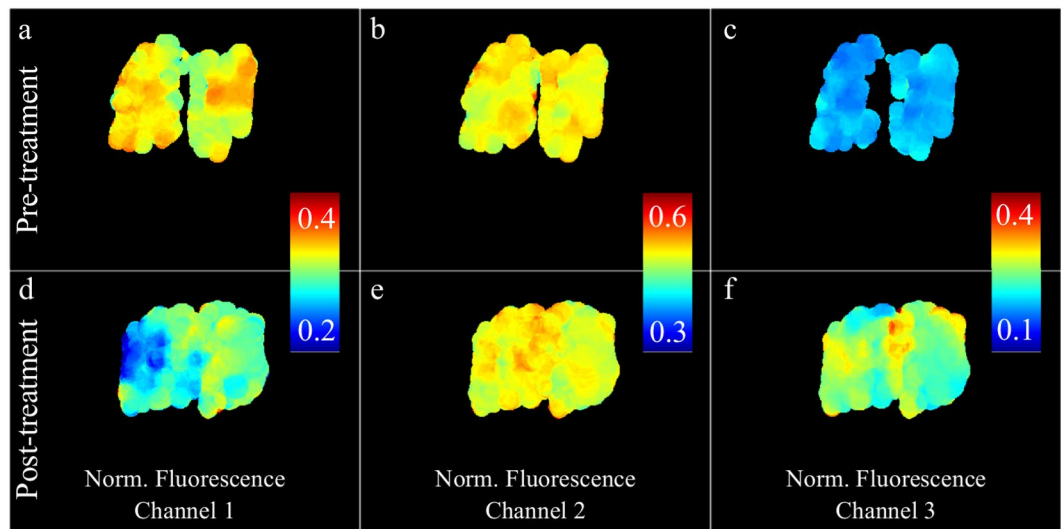 a
b
c
Pre-treatment
0.4
0.2
0.6
0.3
0.4
0.1
d
e
f
Post-treatment
Norm. Fluorescence
Channel 1
Norm. Fluorescence
Channel 2
Norm. Fluorescence
Channel 3